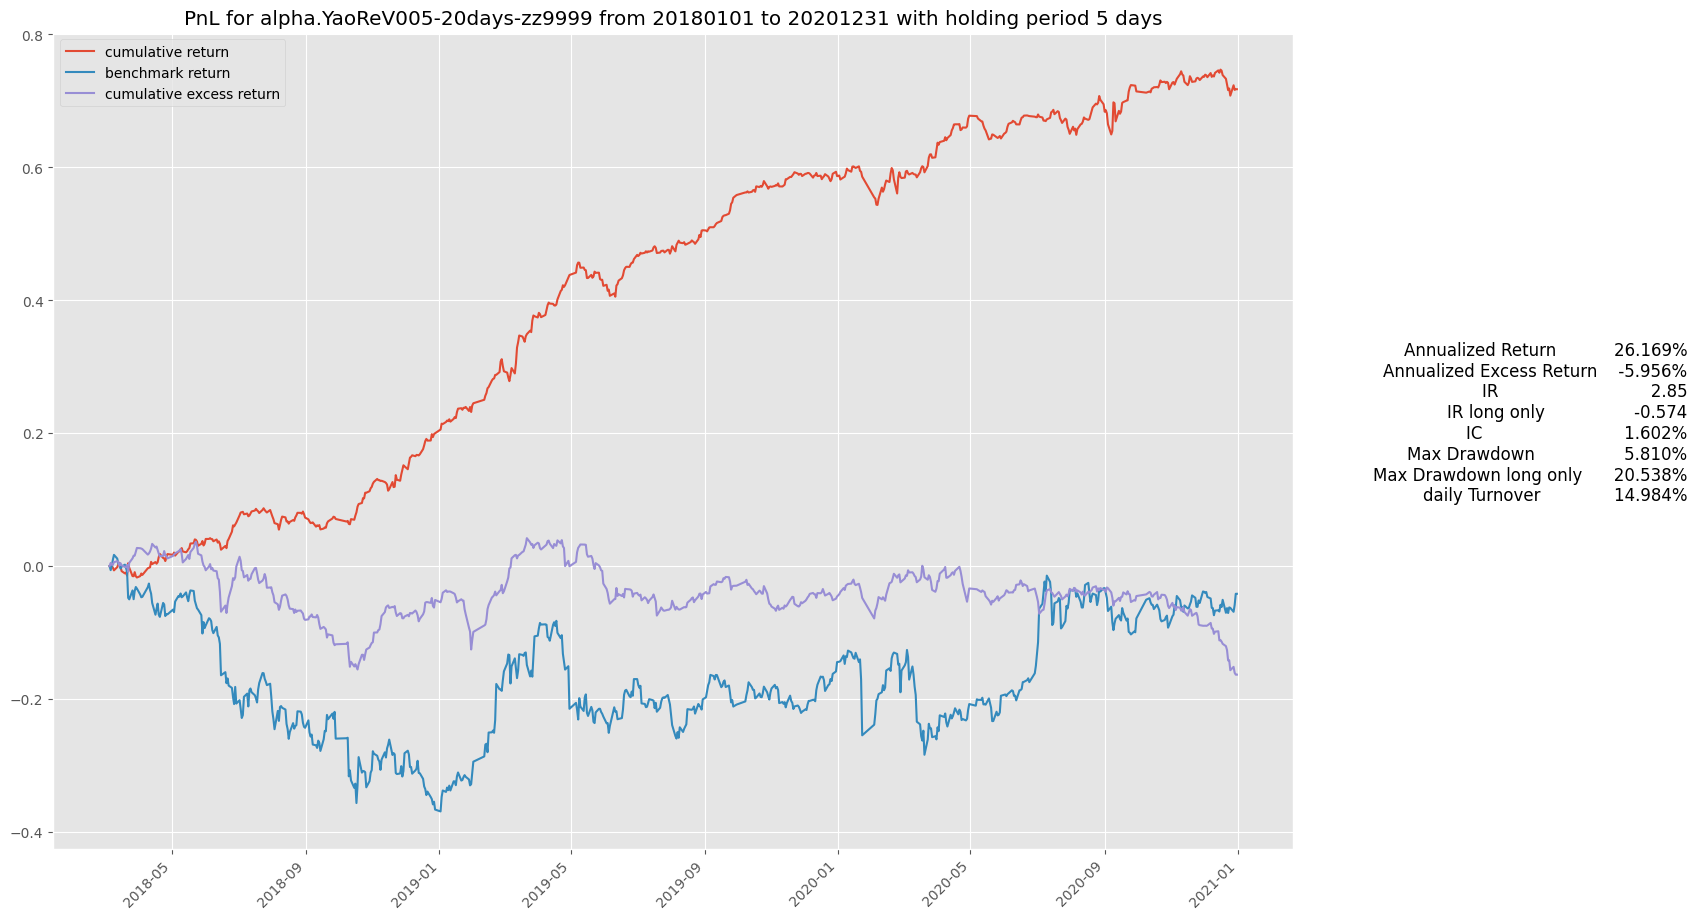 PnL for alpha.YaoReV005-20days-zz9999 from 20180101 to 20201231 with holding period 5 days
cumulative return
benchmark return
cumulative excess return
0.8
0.6
0.4
0.2
0.0
−0.2
−0.4
2018-05
2018-09
2019-01
2019-05
2019-09
2020-01
2020-05
2020-09
2021-01
Annualized Return 26.169%
Annualized Excess Return -5.956%
IR 2.85
IR long only -0.574
IC 1.602%
Max Drawdown 5.810%
Max Drawdown long only 20.538%
daily Turnover 14.984%